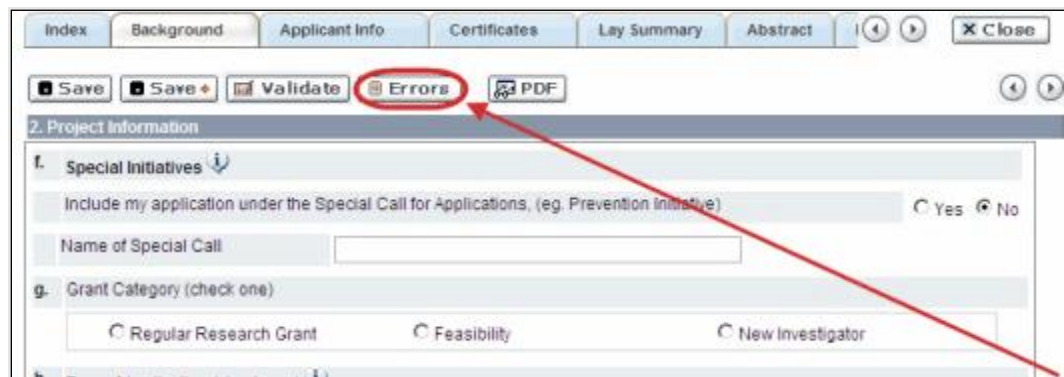 Index Background Applicant Info Certificates Lay Summary Abstract Close
Save Save Validate Errors PDF
2. Project Information
f. Special Initiatives
Include my application under the Special Call for Applications, (eg. Prevention Initiative) Yes No
Name of Special Call
g. Grant Category (check one)
Regular Research Grant Feasibility New Investigator